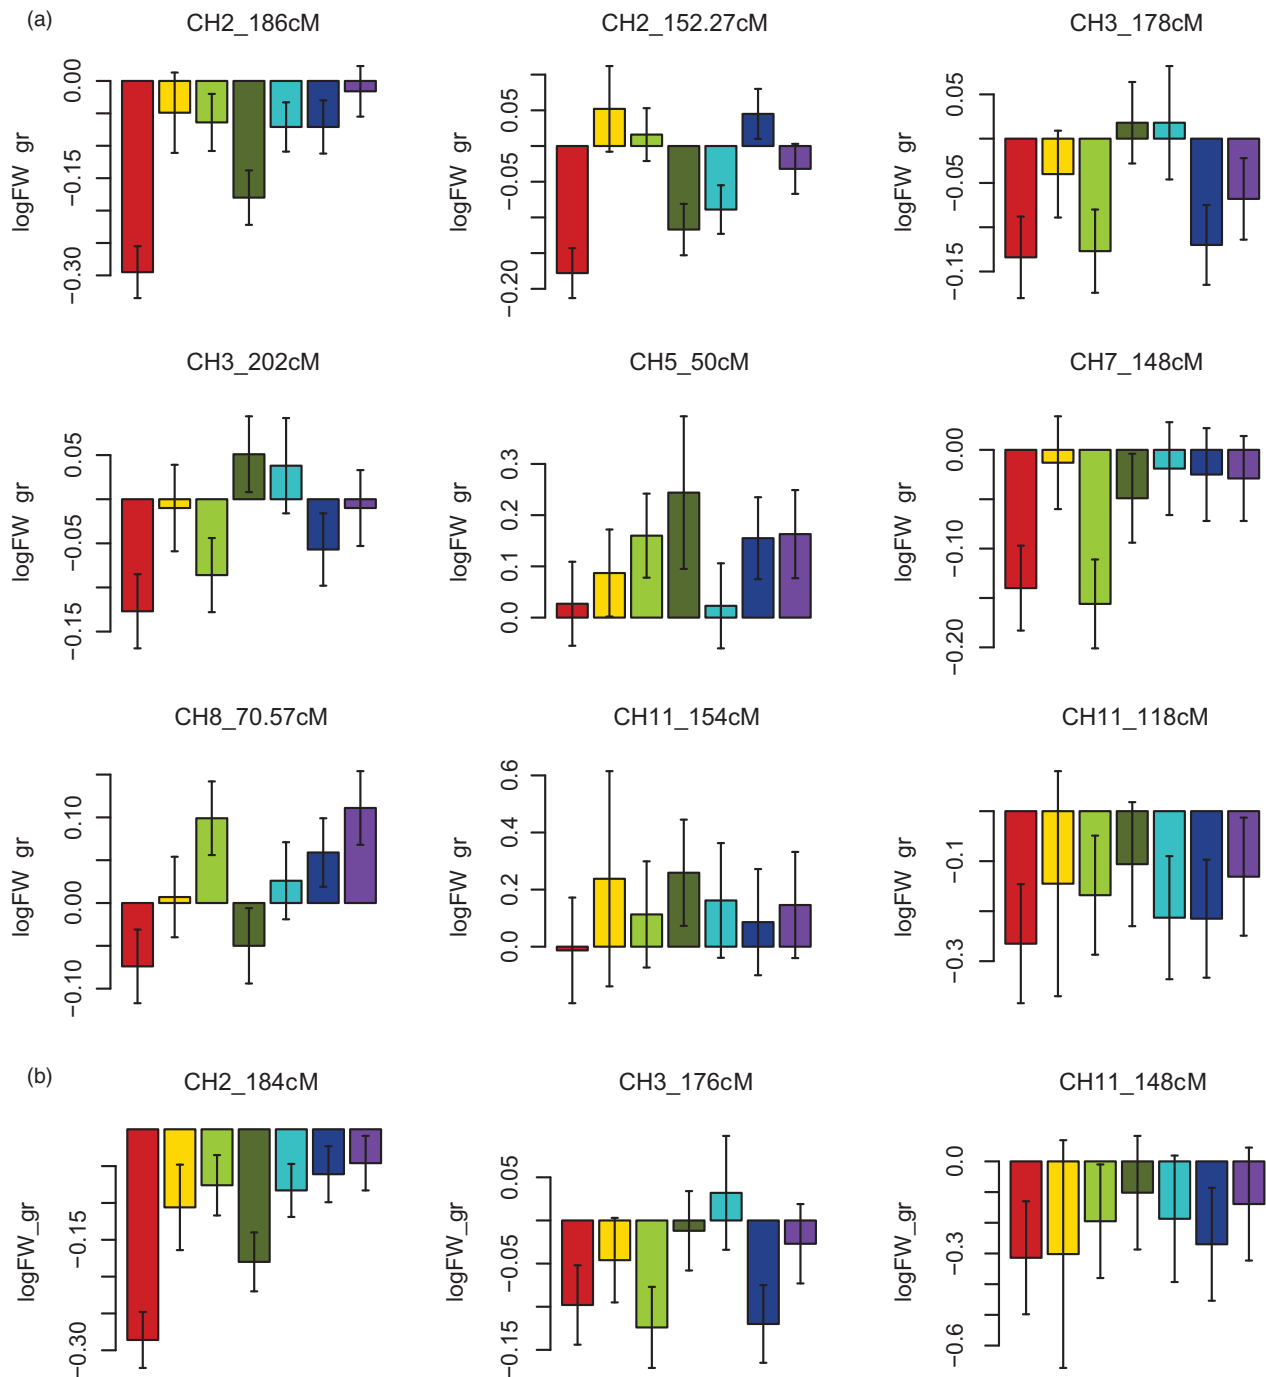 (a)
CH2_186cM CH2_152.27cM CH3_178cM
logFW gr 0.00 −0.15 −0.30
logFW gr 0.05 −0.05 −0.20
logFW gr 0.05 −0.05 −0.15
CH3_202cM CH5_50cM CH7_148cM
logFW gr 0.05 −0.05 −0.15
logFW gr 0.3 0.2 0.1 0.0
logFW gr 0.00 −0.10 −0.20
CH8_70.57cM CH11_154cM CH11_118cM
logFW gr 0.10 0.00 −0.10
logFW gr 0.6 0.4 0.2 0.0
logFW gr −0.1 −0.3
(b)
CH2_184cM CH3_176cM CH11_148cM
logFW_gr −0.15 −0.30
logFW_gr 0.05 −0.05 −0.15
logFW_gr 0.0 −0.3 −0.6